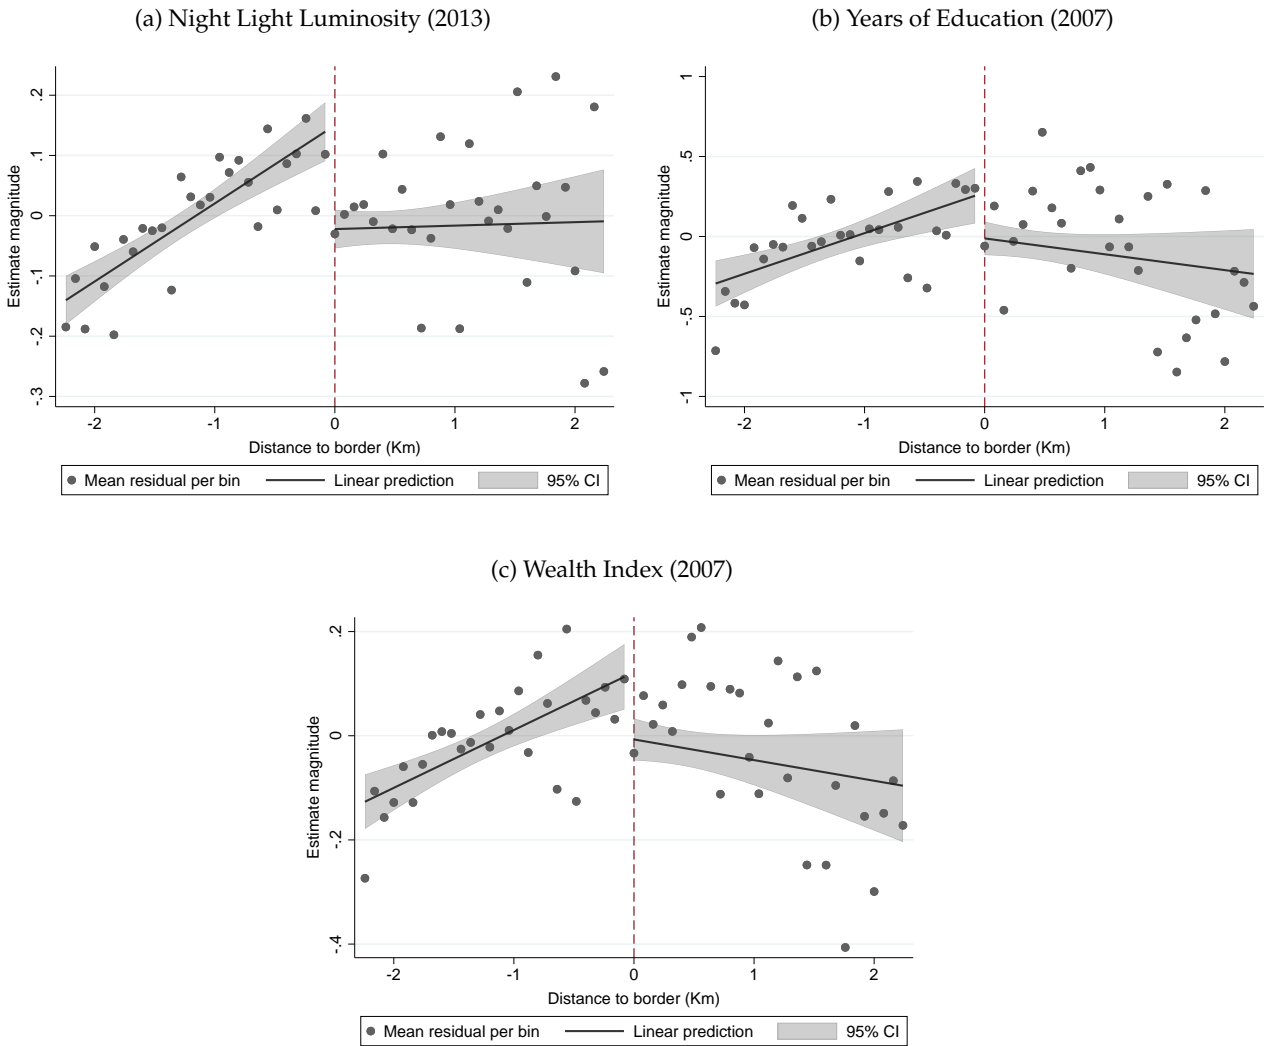 (a) Night Light Luminosity (2013)
Estimate magnitude
.2
.1
0
-.1
-.2
-.3
-2 -1 0 1 2
Distance to border (Km)
Mean residual per bin Linear prediction 95% CI
(b) Years of Education (2007)
Estimate magnitude
1
.5
0
-.5
-1
-2 -1 0 1 2
Distance to border (Km)
Mean residual per bin Linear prediction 95% CI
(c) Wealth Index (2007)
Estimate magnitude
.2
0
-.2
-.4
-2 -1 0 1 2
Distance to border (Km)
Mean residual per bin Linear prediction 95% CI